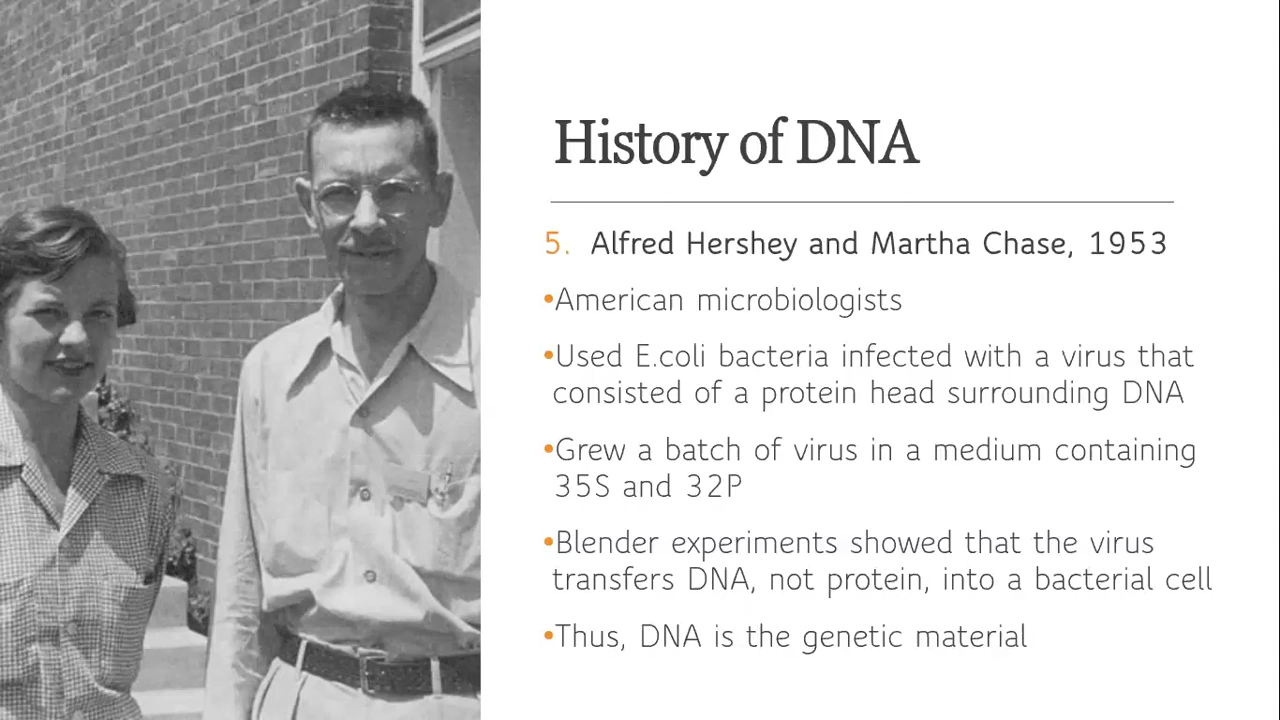 History of DNA
5. Alfred Hershey and Martha Chase, 1953
•American microbiologists
•Used E.coli bacteria infected with a virus that
consisted of a protein head surrounding DNA
•Grew a batch of virus in a medium containing
35S and 32P
•Blender experiments showed that the virus
transfers DNA, not protein, into a bacterial cell
•Thus, DNA is the genetic material